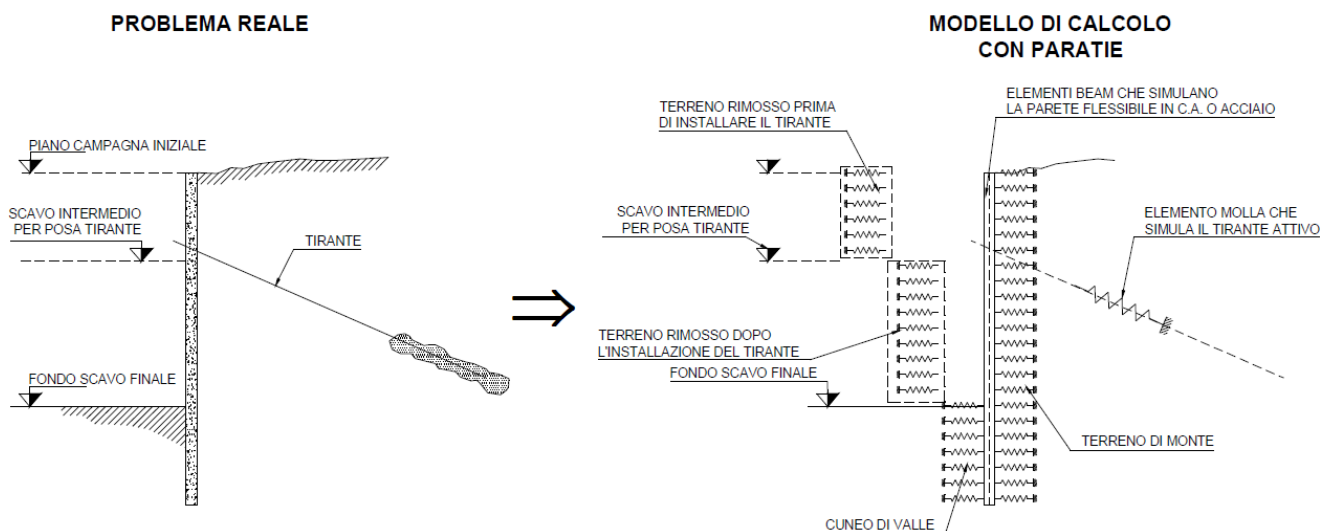 PROBLEMA REALE
PIANO CAMPAGNA INIZIALE
SCAVO INTERMEDIO
PER POSA TIRANTE
TIRANTE
FONDO SCAVO FINALE
MODELLO DI CALCOLO
CON PARATIE
TERRENO RIMOSSO PRIMA
DI INSTALLARE IL TIRANTE
ELEMENTI BEAM CHE SIMULANO
LA PARETE FLESSIBILE IN C.A. O ACCIAIO
SCAVO INTERMEDIO
PER POSA TIRANTE
ELEMENTO MOLLA CHE
SIMULA IL TIRANTE ATTIVO
TERRENO RIMOSSO DOPO
L'INSTALLAZIONE DEL TIRANTE
FONDO SCAVO FINALE
TERRENO DI MONTE
CUNEO DI VALLE